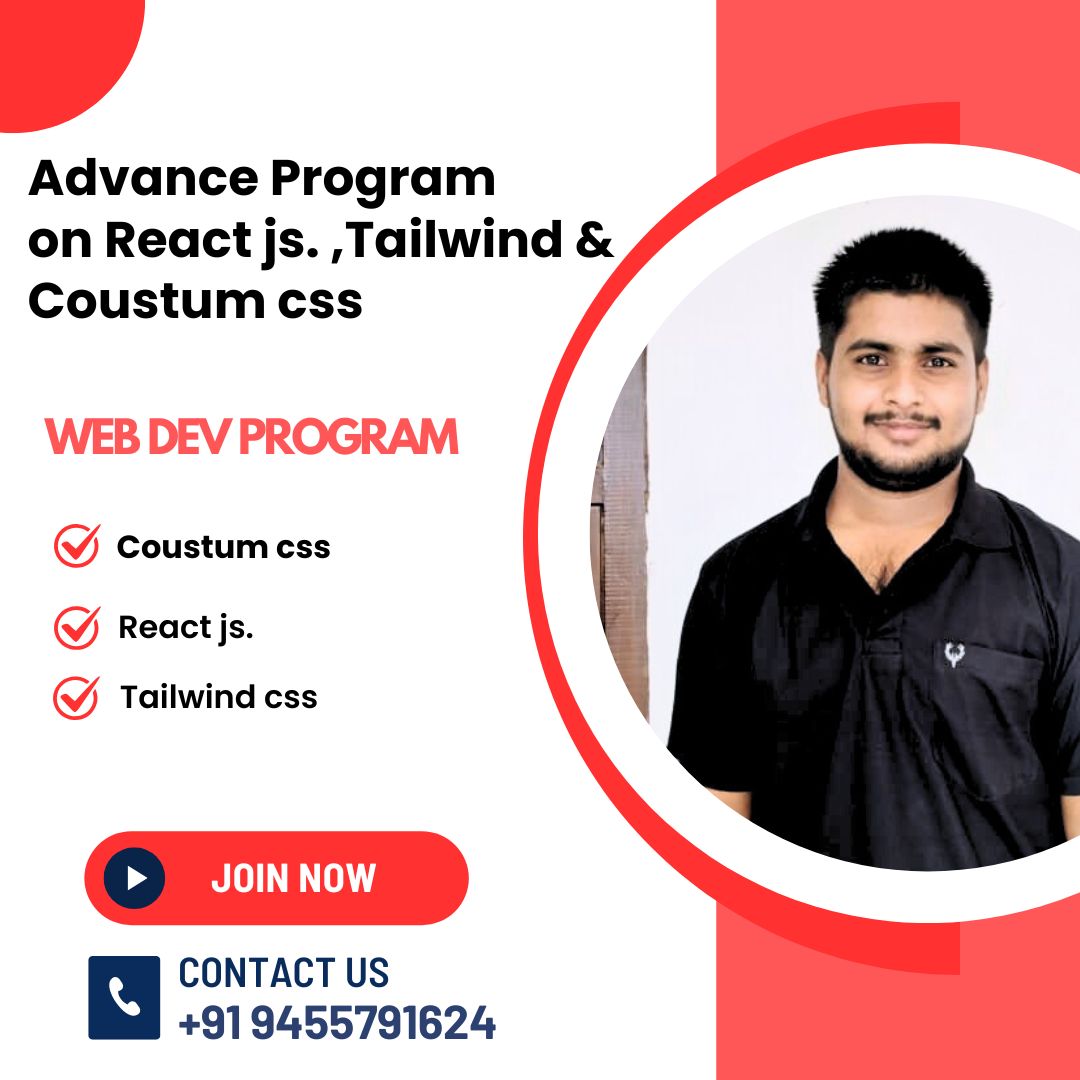 Advance Program
on React js. ,Tailwind &
Coustum css
WEB DEV PROGRAM
Coustum css
React js.
Tailwind css
JOIN NOW
CONTACT US
+91 9455791624